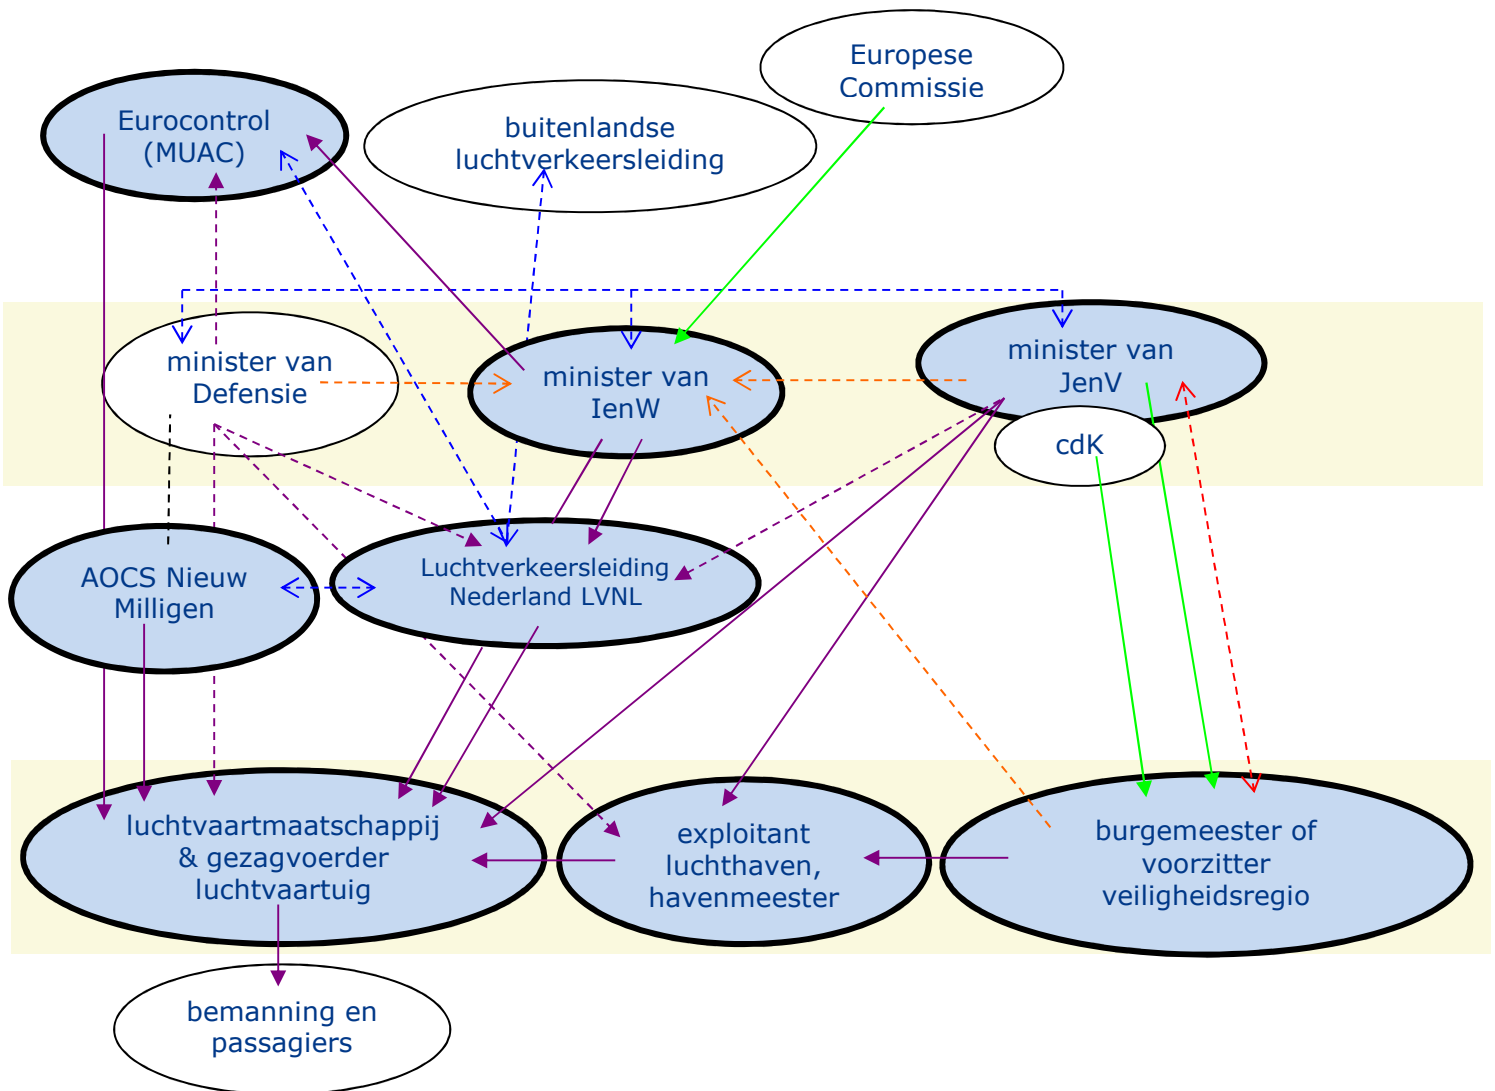 Europese
Commissie
Eurocontrol
(MUAC)
buitenlandse
luchtverkeersleiding
minister van
Defensie
minister van
IenW
minister van
JenV
cdK
AOCS Nieuw
Milligen
Luchtverkeersleiding
Nederland LVNL
luchtvaartmaatschappij
& gezagvoerder
luchtvaartuig
exploitant
luchthaven,
havenmeester
burgemeester of
voorzitter
veiligheidsregio
bemanning en
passagiers